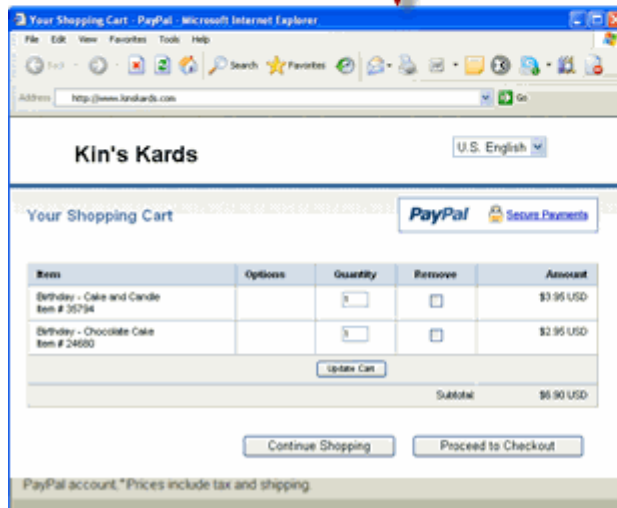 Your Shopping Cart - PayPal - Microsoft Internet Explorer
File Edit View Favorites Tools Help
Search Favorites
Address http://www.kinskards.com Go
Kin's Kards
U.S. English
Your Shopping Cart
PayPal Secure Payments
Item Options Quantity Remove Amount
Birthday - Cake and Candle
Item # 35794
1 $3.95 USD
Birthday - Chocolate Cake
Item # 24680
1 $2.95 USD
Update Cart
Subtotal: $6.90 USD
Continue Shopping Proceed to Checkout
PayPal account. *Prices include tax and shipping.